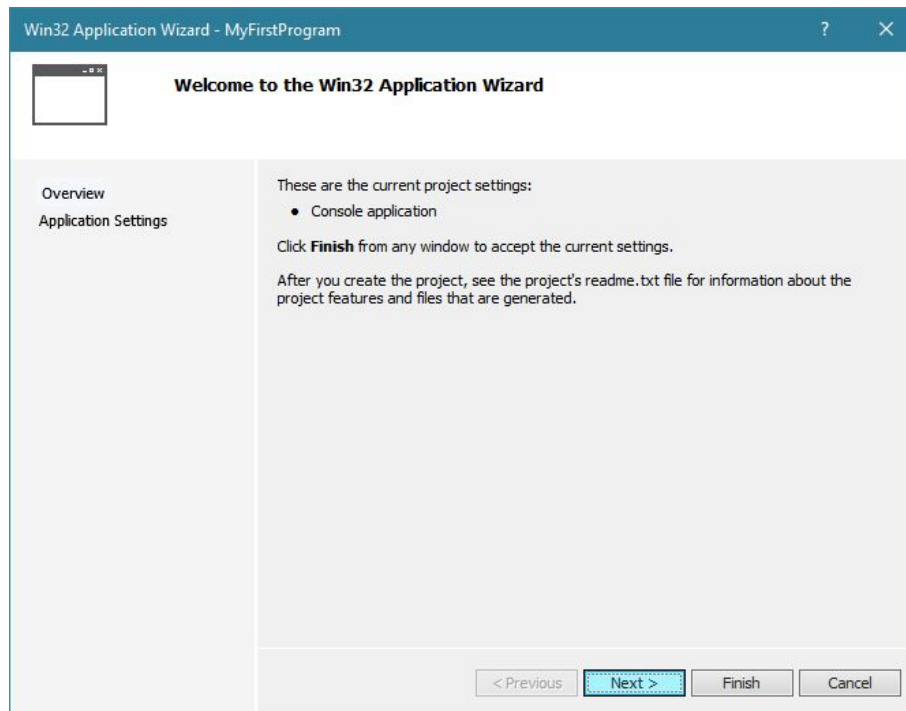 Win32 Application Wizard - MyFirstProgram
Welcome to the Win32 Application Wizard
Overview
Application Settings
These are the current project settings:
• Console application
Click Finish from any window to accept the current settings.
After you create the project, see the project's readme.txt file for information about the
project features and files that are generated.
< Previous Next > Finish Cancel